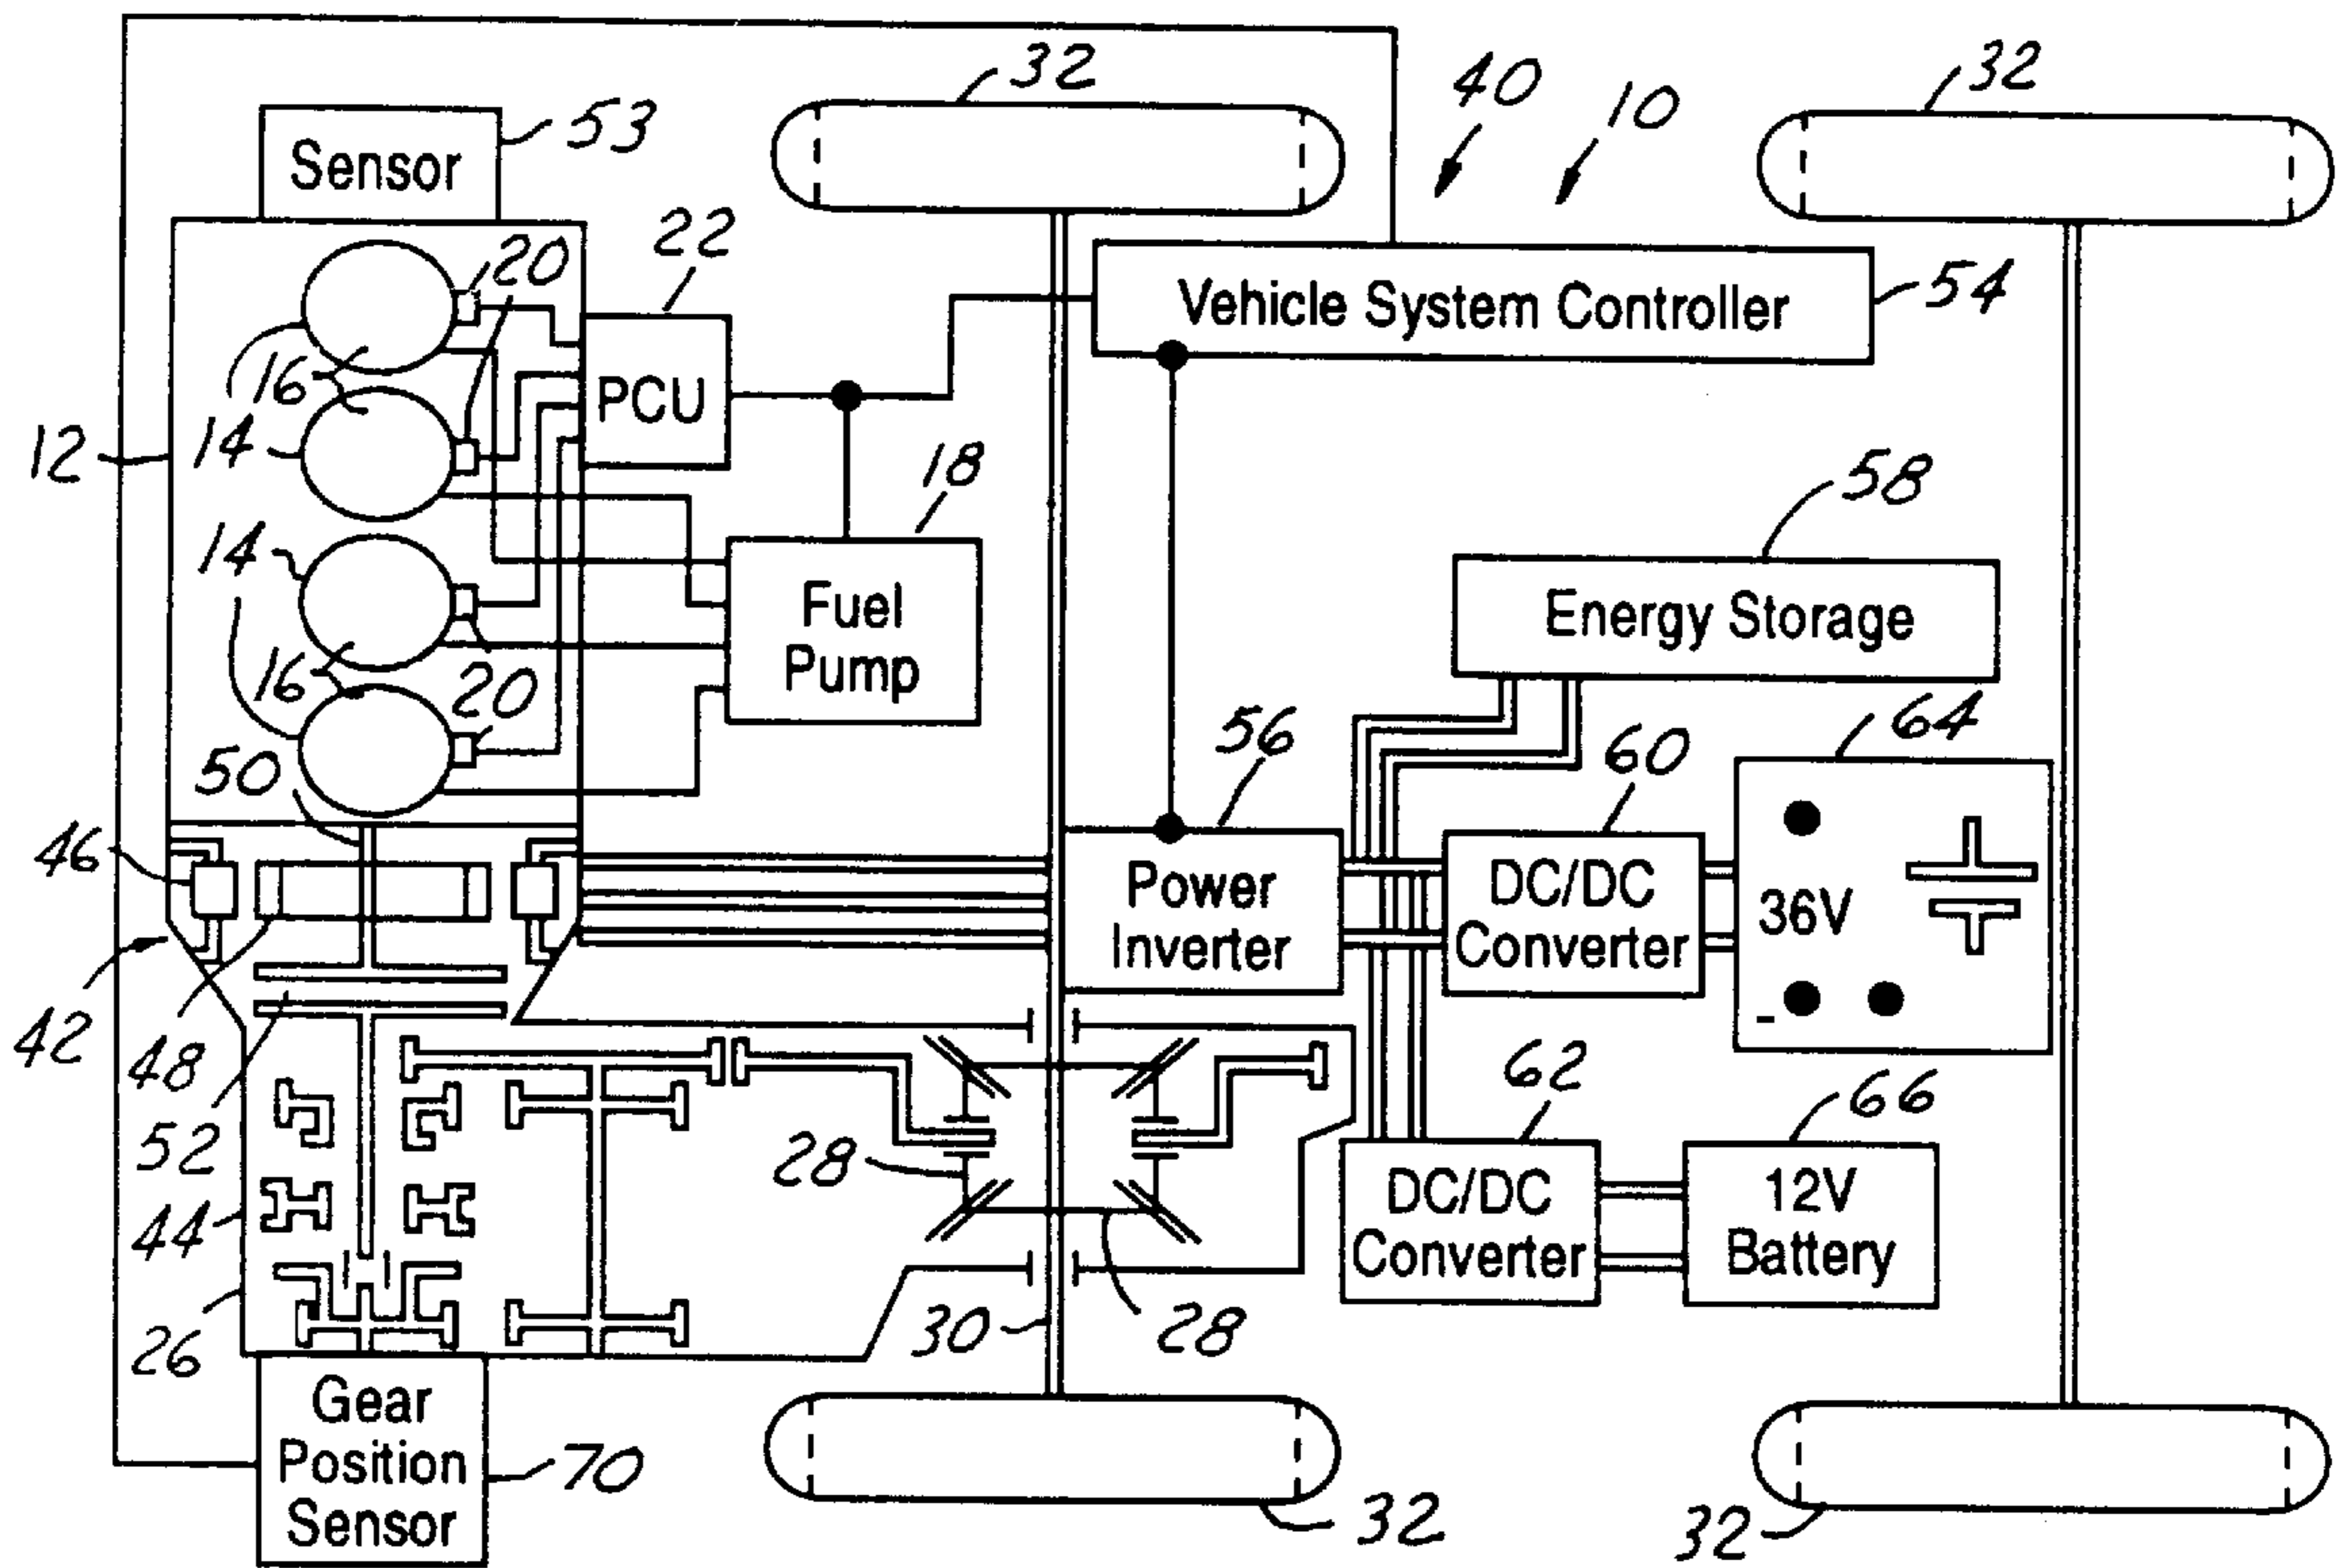 32
40
10
32
Sensor
53
20
22
Vehicle System Controller
54
16
PCU
12
14
18
58
14
Fuel
Pump
Energy Storage
16
20
50
56
60
64
46
Power
Inverter
DC/DC
Converter
36V
-
42
48
52
62
66
28
DC/DC
Converter
12V
Battery
44
26
30
28
Gear
Position
Sensor
70
32
32